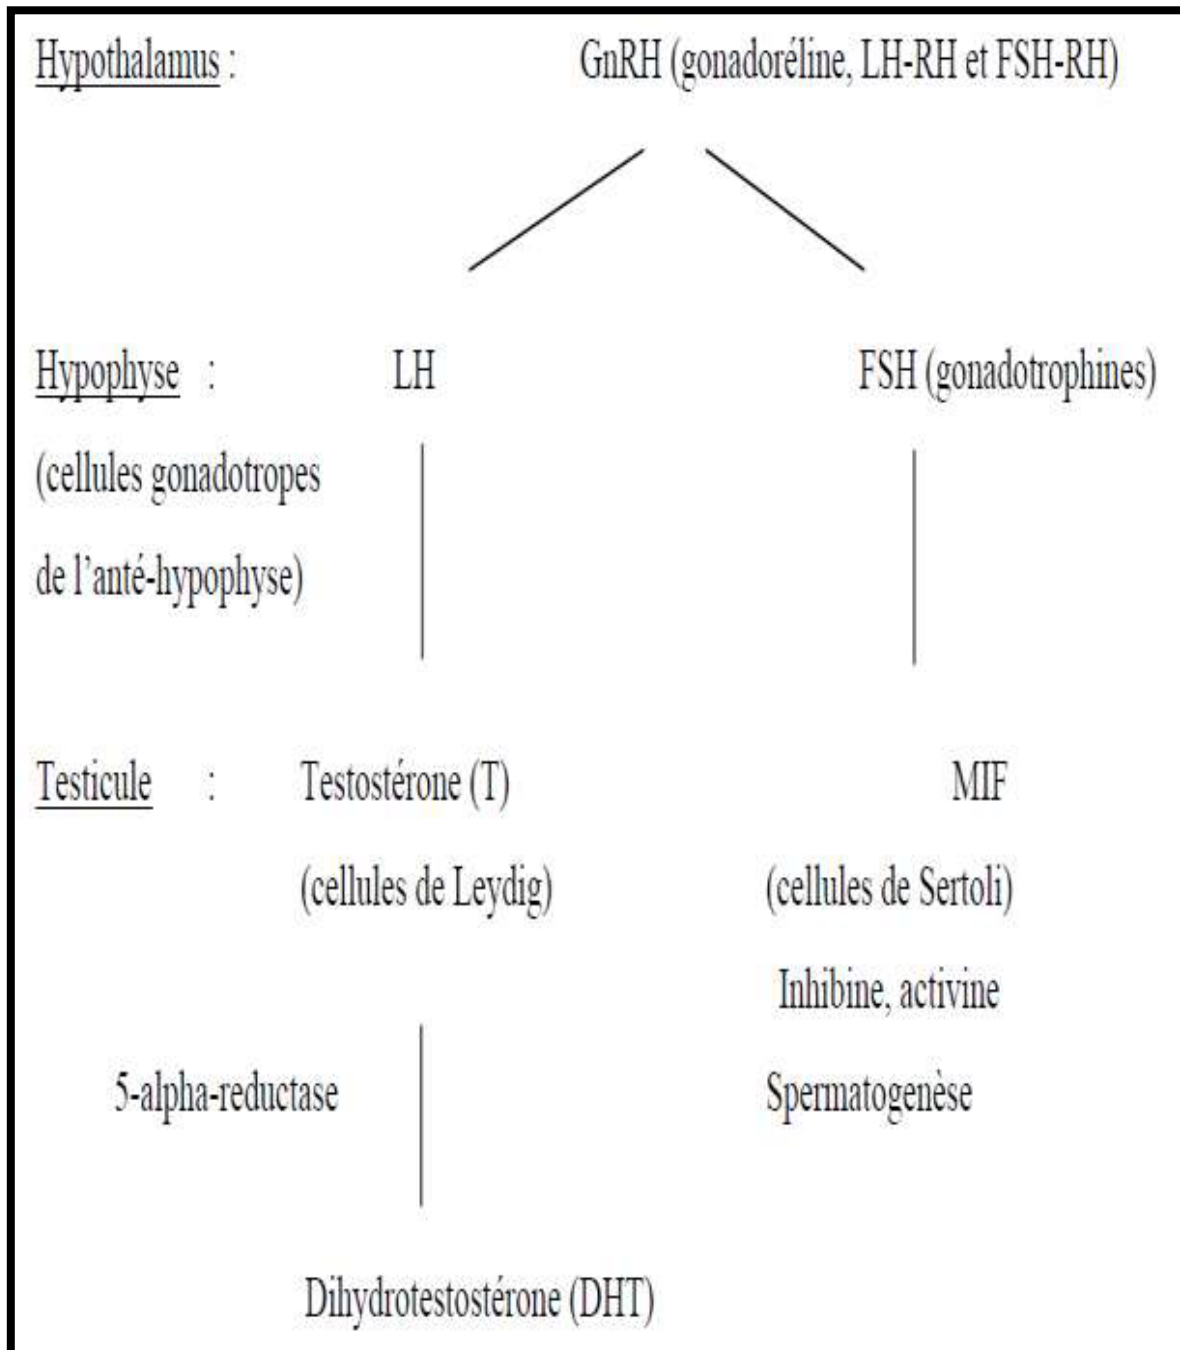 Hypothalamus : GnRH (gonadoréline, LH-RH et FSH-RH)
Hypophyse : LH FSH (gonadotrophines)
(cellules gonadotropes
de l’anté-hypophyse)
Testicule : Testostérone (T) MIF
(cellules de Leydig) (cellules de Sertoli)
Inhibine, activine
5-alpha-reductase Spermatogenèse
Dihydrotestostérone (DHT)